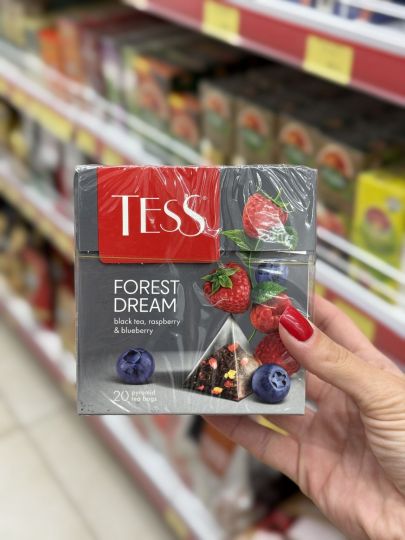 TESS
FOREST
DREAM
black tea, raspberry
& blueberry
20 pyramid
tea bags